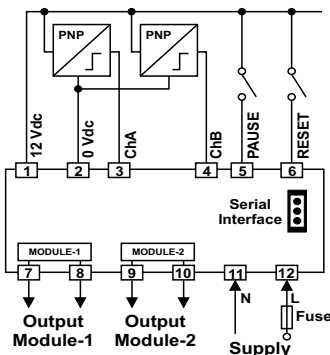 PNP
PNP
12 Vdc
0 Vdc
ChA
ChB
PAUSE
RESET
1
2
3
4
5
6
Serial
Interface
MODULE-1
MODULE-2
7
8
9
10
11
12
N
L
Fuse
Output
Module-1
Output
Module-2
Supply